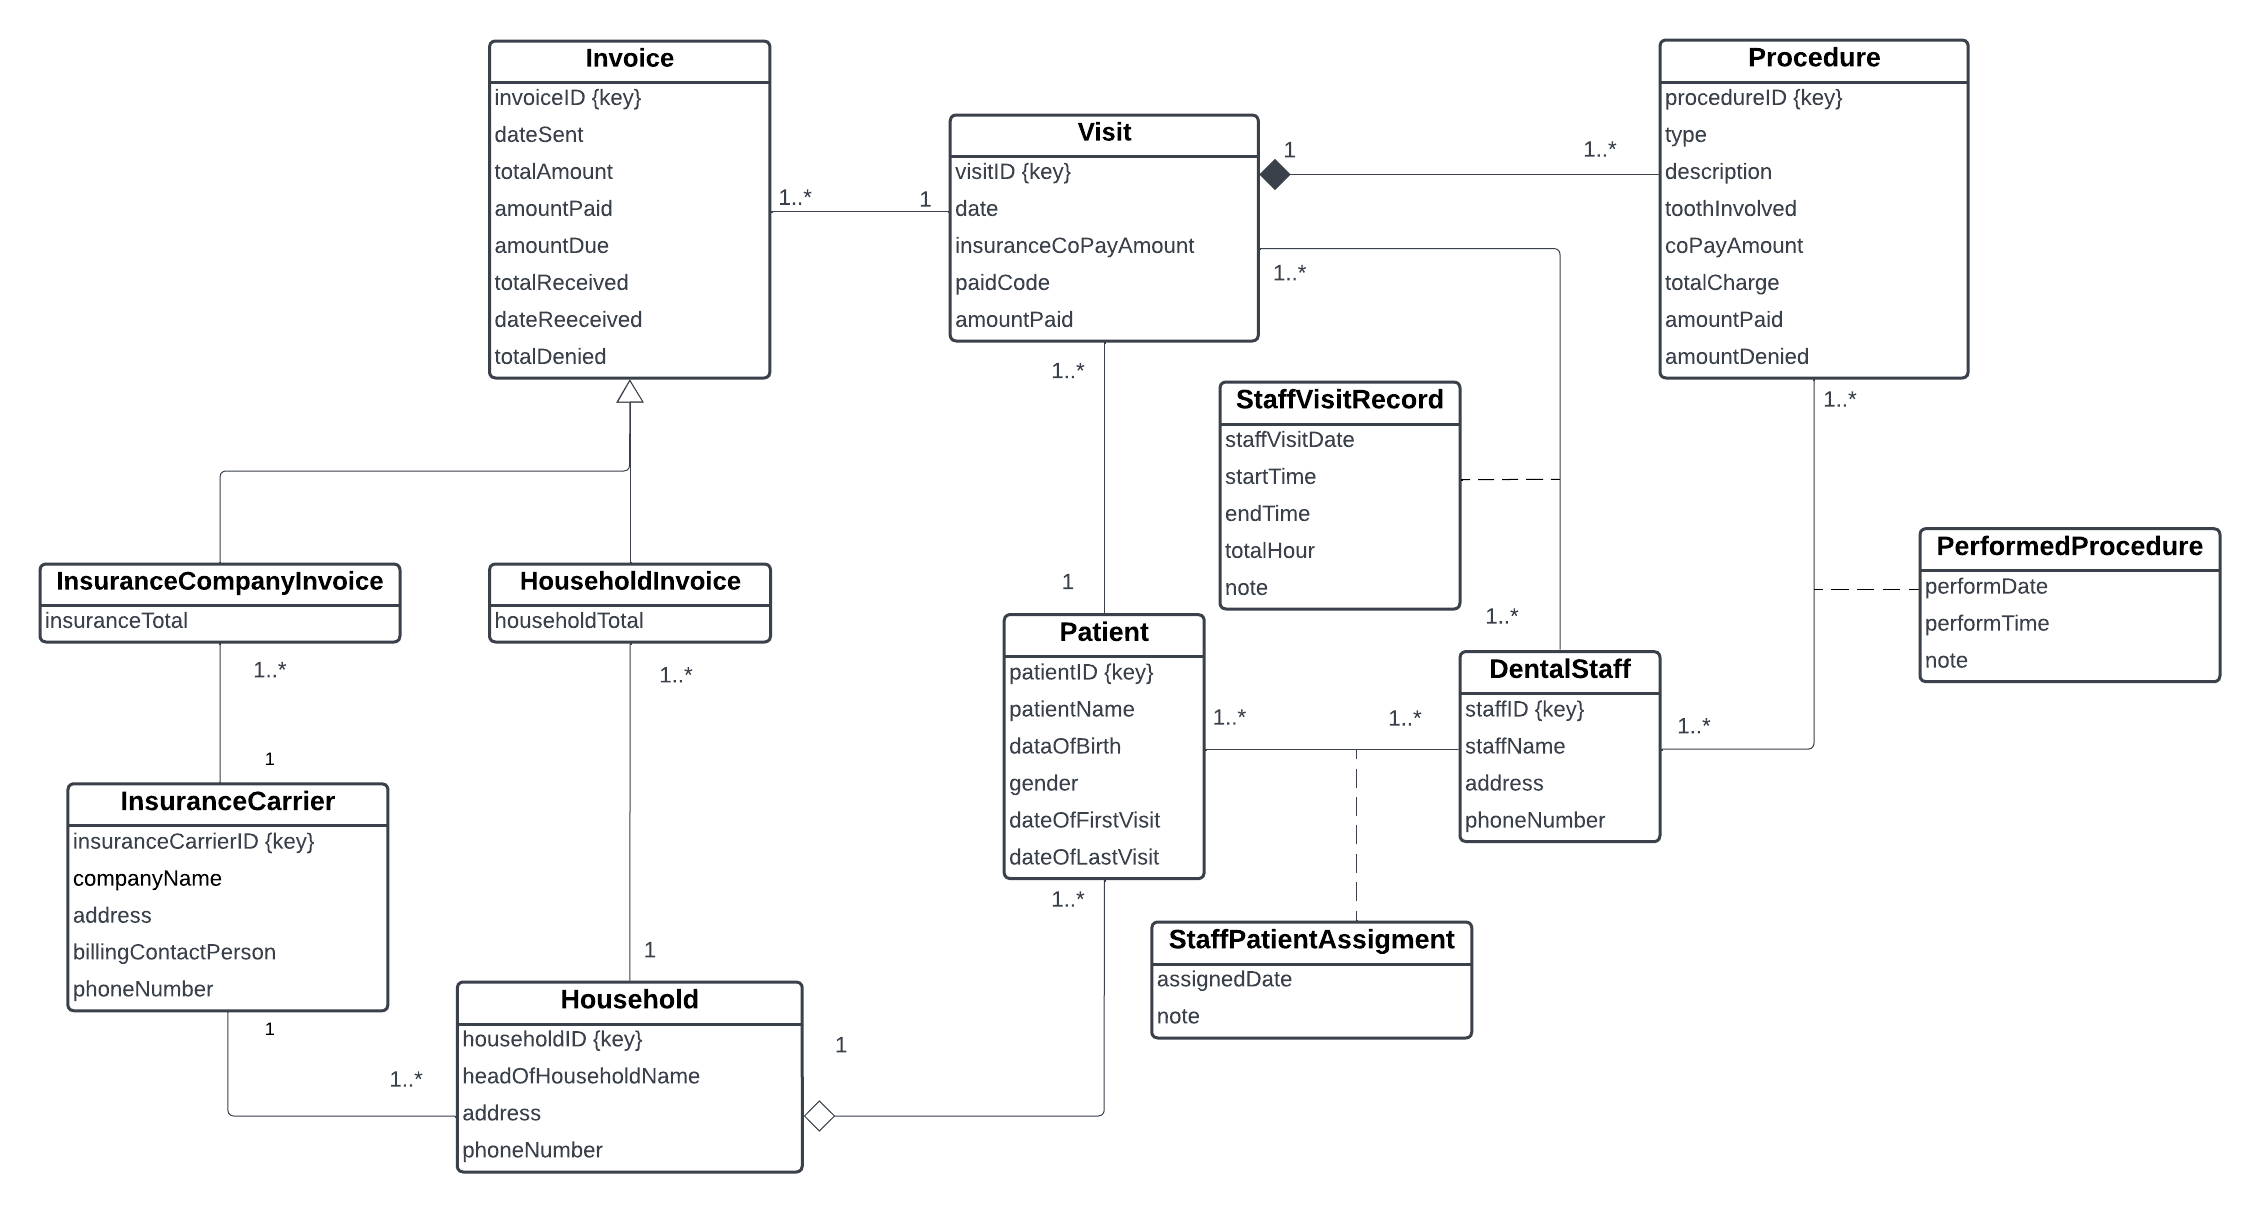 Invoice
invoiceID {key}
dateSent
totalAmount
amountPaid
amountDue
totalReceived
dateReeceived
totalDenied
1..*
1
Visit
visitID {key}
date
insuranceCoPayAmount
paidCode
amountPaid
1
1..*
Procedure
procedureID {key}
type
description
toothInvolved
coPayAmount
totalCharge
amountPaid
amountDenied
1..*
1..*
1..*
StaffVisitRecord
staffVisitDate
startTime
endTime
totalHour
note
PerformedProcedure
performDate
performTime
note
InsuranceCompanyInvoice
insuranceTotal
HouseholdInvoice
householdTotal
1
1..*
1..*
1..*
Patient
patientID {key}
patientName
dataOfBirth
gender
dateOfFirstVisit
dateOfLastVisit
1..*
1..*
DentalStaff
staffID {key}
staffName
address
phoneNumber
1..*
1
InsuranceCarrier
insuranceCarrierID {key}
companyName
address
billingContactPerson
phoneNumber
1..*
StaffPatientAssigment
assignedDate
note
1
1
1..*
Household
householdID {key}
headOfHouseholdName
address
phoneNumber
1